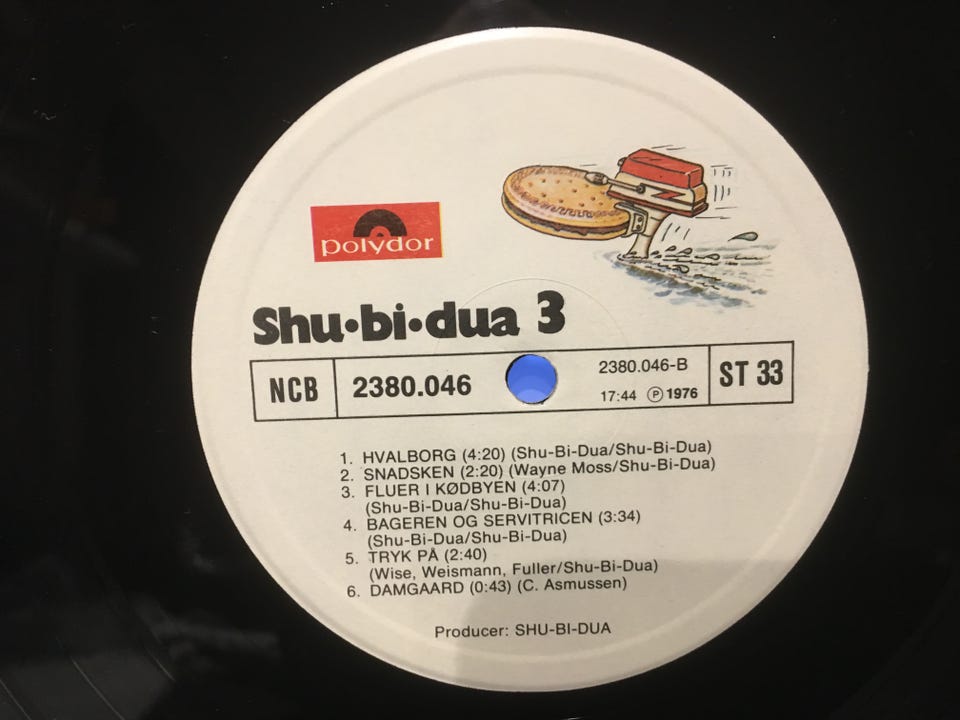 polydor
Shu•bi•dua 3
NCB
2380.046
2380.046-B
17:44 ℗ 1976
ST 33
1. HVALBORG (4:20) (Shu-Bi-Dua/Shu-Bi-Dua)
2. SNADSKEN (2:20) (Wayne Moss/Shu-Bi-Dua)
3. FLUER I KØDBYEN (4:07)
(Shu-Bi-Dua/Shu-Bi-Dua)
4. BAGEREN OG SERVITRICEN (3:34)
(Shu-Bi-Dua/Shu-Bi-Dua)
5. TRYK PÅ (2:40)
(Wise, Weismann, Fuller/Shu-Bi-Dua)
6. DAMGAARD (0:43) (C. Asmussen)
Producer: SHU-BI-DUA